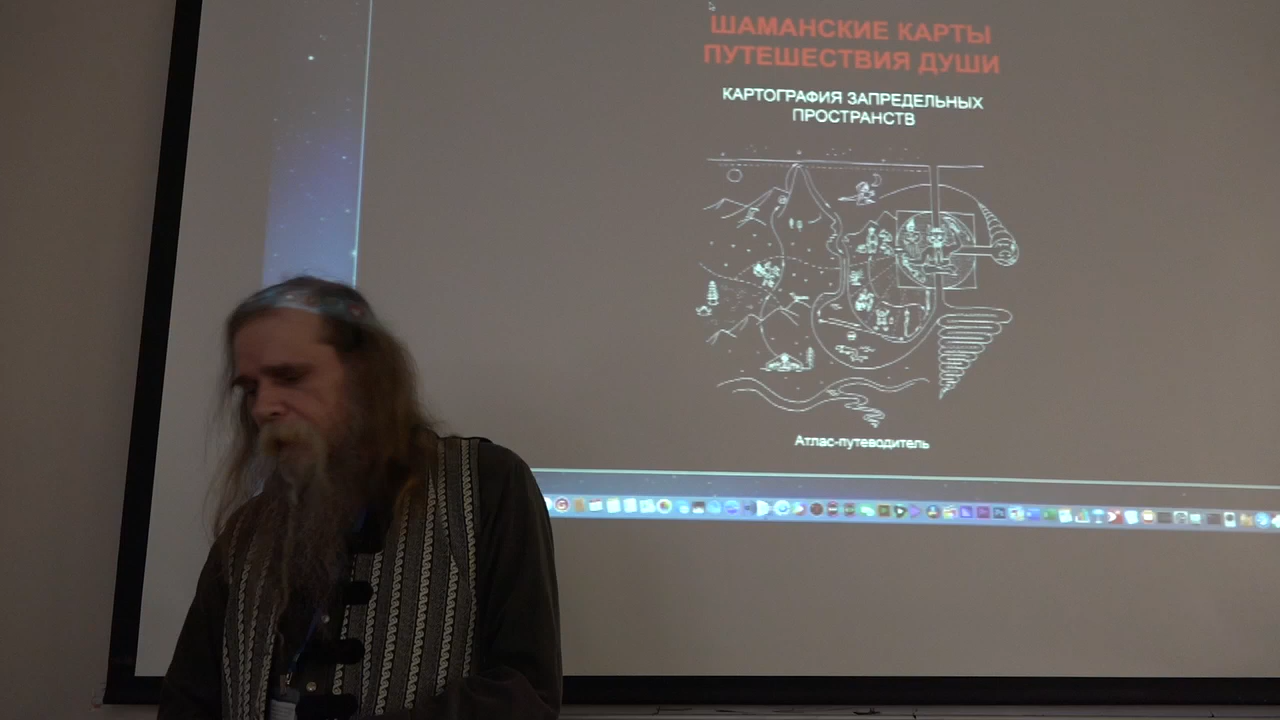 ШАМАНСКИЕ КАРТЫ
ПУТЕШЕСТВИЯ ДУШИ
КАРТОГРАФИЯ ЗАПРЕДЕЛЬНЫХ
ПРОСТРАНСТВ
Атлас-путеводитель